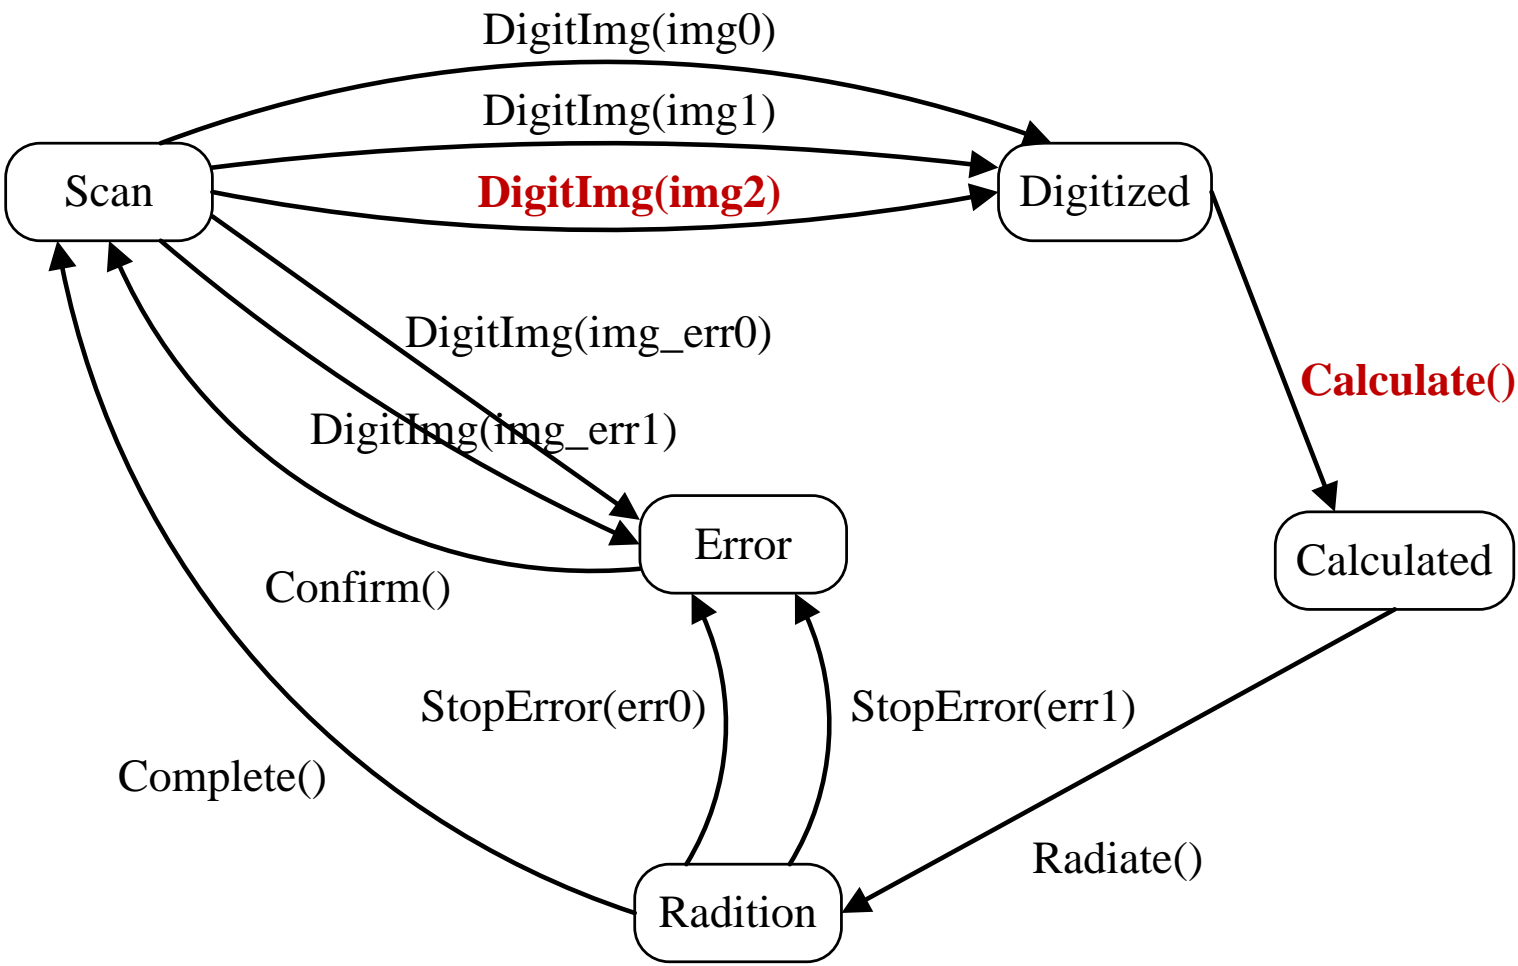 DigitImg(img0)
DigitImg(img1)
Scan
DigitImg(img2)
Digitized
DigitImg(img_err0)
Calculate()
DigitImg(img_err1)
Error
Calculated
Confirm()
StopError(err0)
StopError(err1)
Complete()
Radiate()
Radition